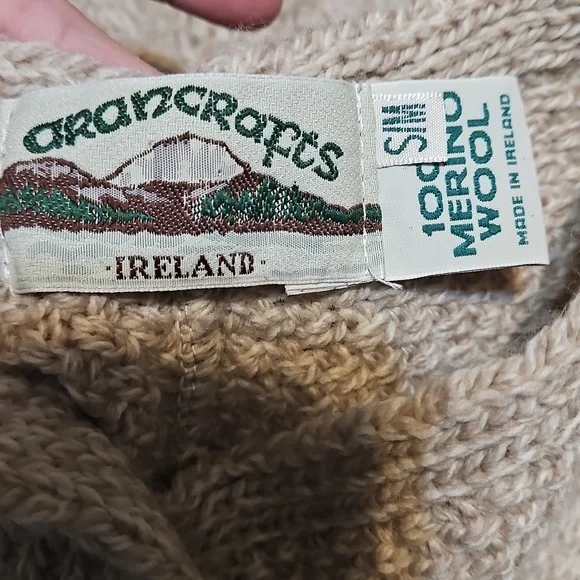 arancrafts
·IRELAND·
S/M
100
MERINO
WOOL
MADE IN IRELAND